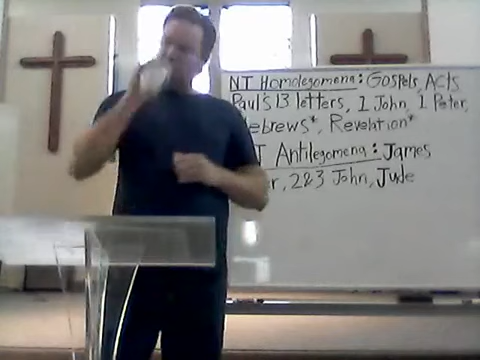 NT Homolegomena: Gospels, Acts
Paul's 13 letters, 1 John, 1 Peter,
ebrews*, Revelation*
T Antilegomena: James
r, 2&3 John, Jude